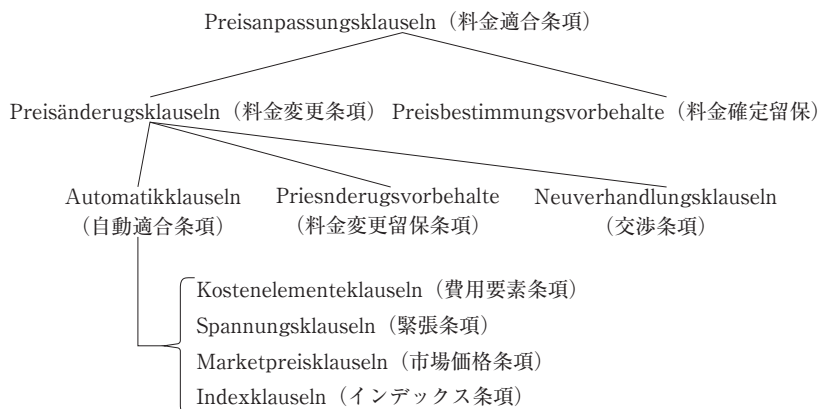 Preisanpassungsklauseln（料金適合条項）
Preisänderugsklauseln（料金変更条項） Preisbestimmungsvorbehalte（料金確定留保）
Automatikklauseln Priesnderugsvorbehalte Neuverhandlungsklauseln
（自動適合条項） （料金変更留保条項） （交渉条項）
Kostenelementeklauseln（費用要素条項）
Spannungsklauseln（緊張条項）
Marketpreisklauseln（市場価格条項）
Indexklauseln（インデックス条項）